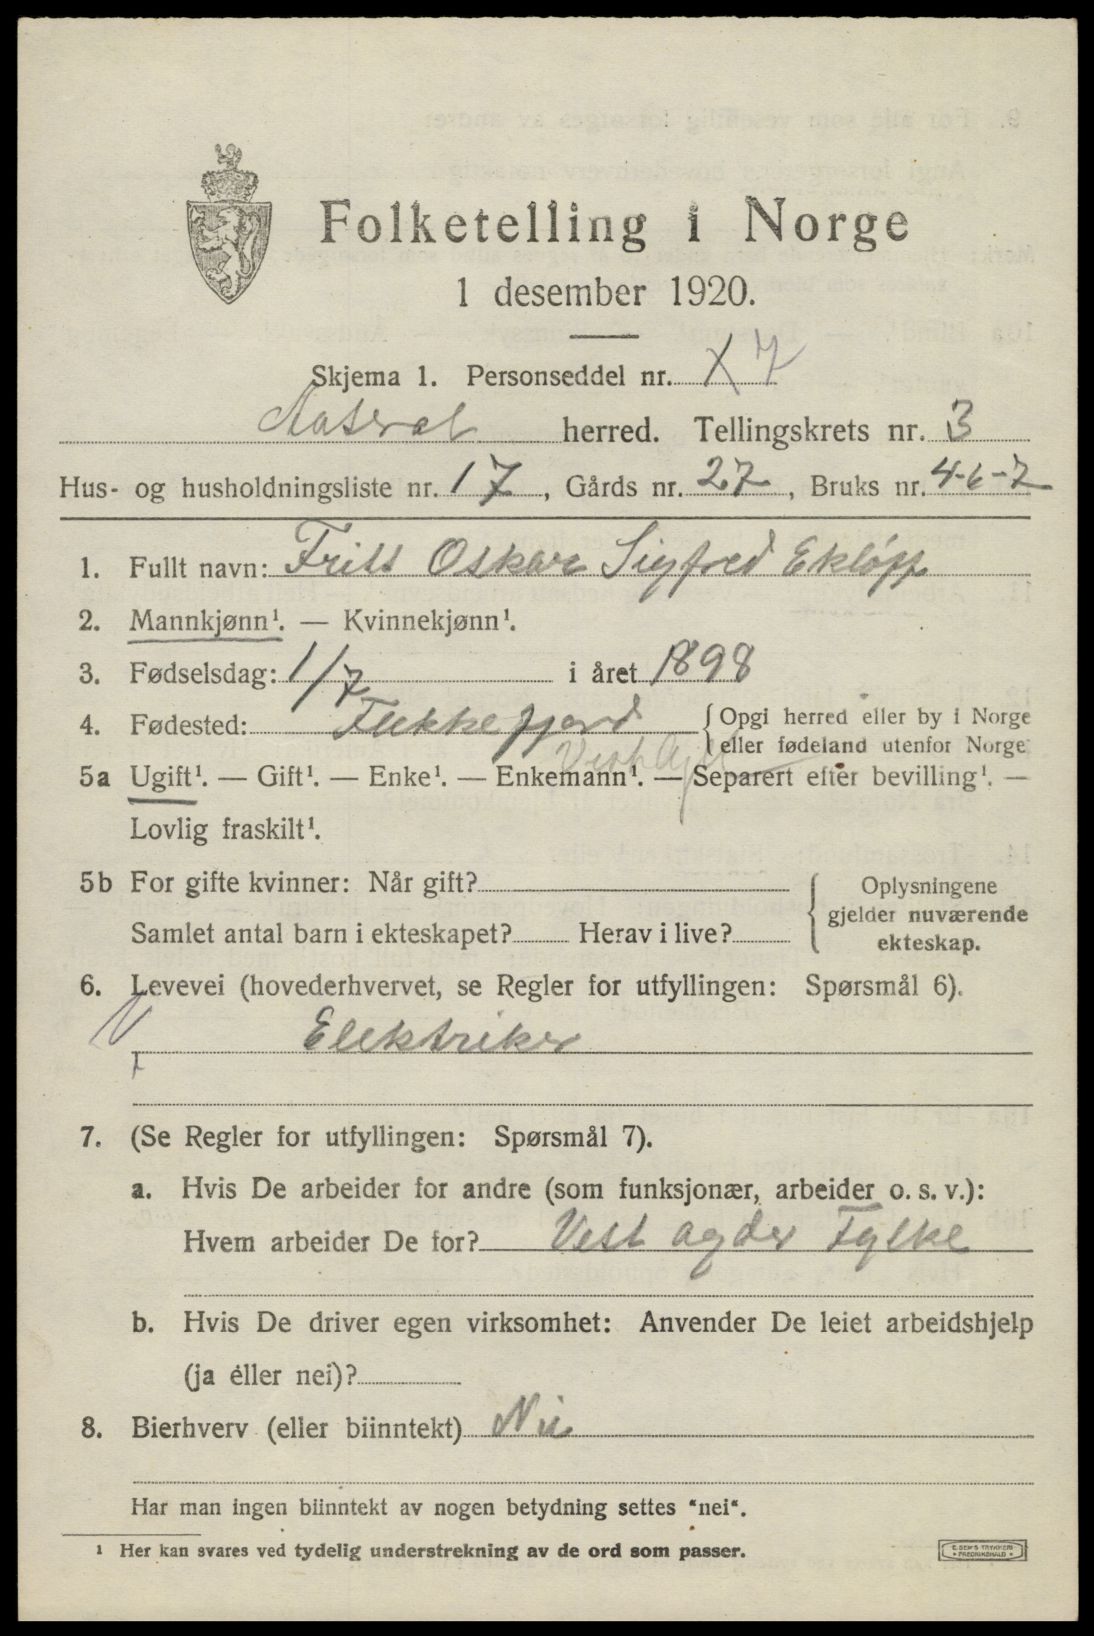 Folketelling i Norge
1 desember 1920.
Skjema 1. Personseddel nr. X 7
Aaseral herred. Tellingskrets nr. 3
Hus- og husholdningsliste nr. 17, Gårds nr. 27, Bruks nr. 4-6-7
1. Fullt navn: Frits Oskar Sigfred Ekløff
2. Mannkjønn¹. — Kvinnekjønn¹.
3. Fødselsdag: 1/7 i året 1898
4. Fødested: Flekkefjord { Opgi herred eller by i Norge
eller fødeland utenfor Norge
Vest Agd
5a Ugift¹. — Gift¹. — Enke¹. — Enkemann¹. — Separert efter bevilling¹. —
Lovlig fraskilt¹.
5b For gifte kvinner: Når gift? { Oplysningene
gjelder nuværende
Samlet antal barn i ekteskapet? Herav i live?
ekteskap.
6. Levevei (hovederhvervet, se Regler for utfyllingen: Spørsmål 6).
Elektriker
7. (Se Regler for utfyllingen: Spørsmål 7).
a. Hvis De arbeider for andre (som funksjonær, arbeider o. s. v.):
Hvem arbeider De for? Vest agder Fylke
b. Hvis De driver egen virksomhet: Anvender De leiet arbeidshjelp
(ja eller nei)?
8. Bierhverv (eller biinntekt) Nei
Har man ingen biinntekt av nogen betydning settes "nei".
¹ Her kan svares ved tydelig understrekning av de ord som passer.
E. SEM'S TRYKKERI
• FREDRIKSHALD •